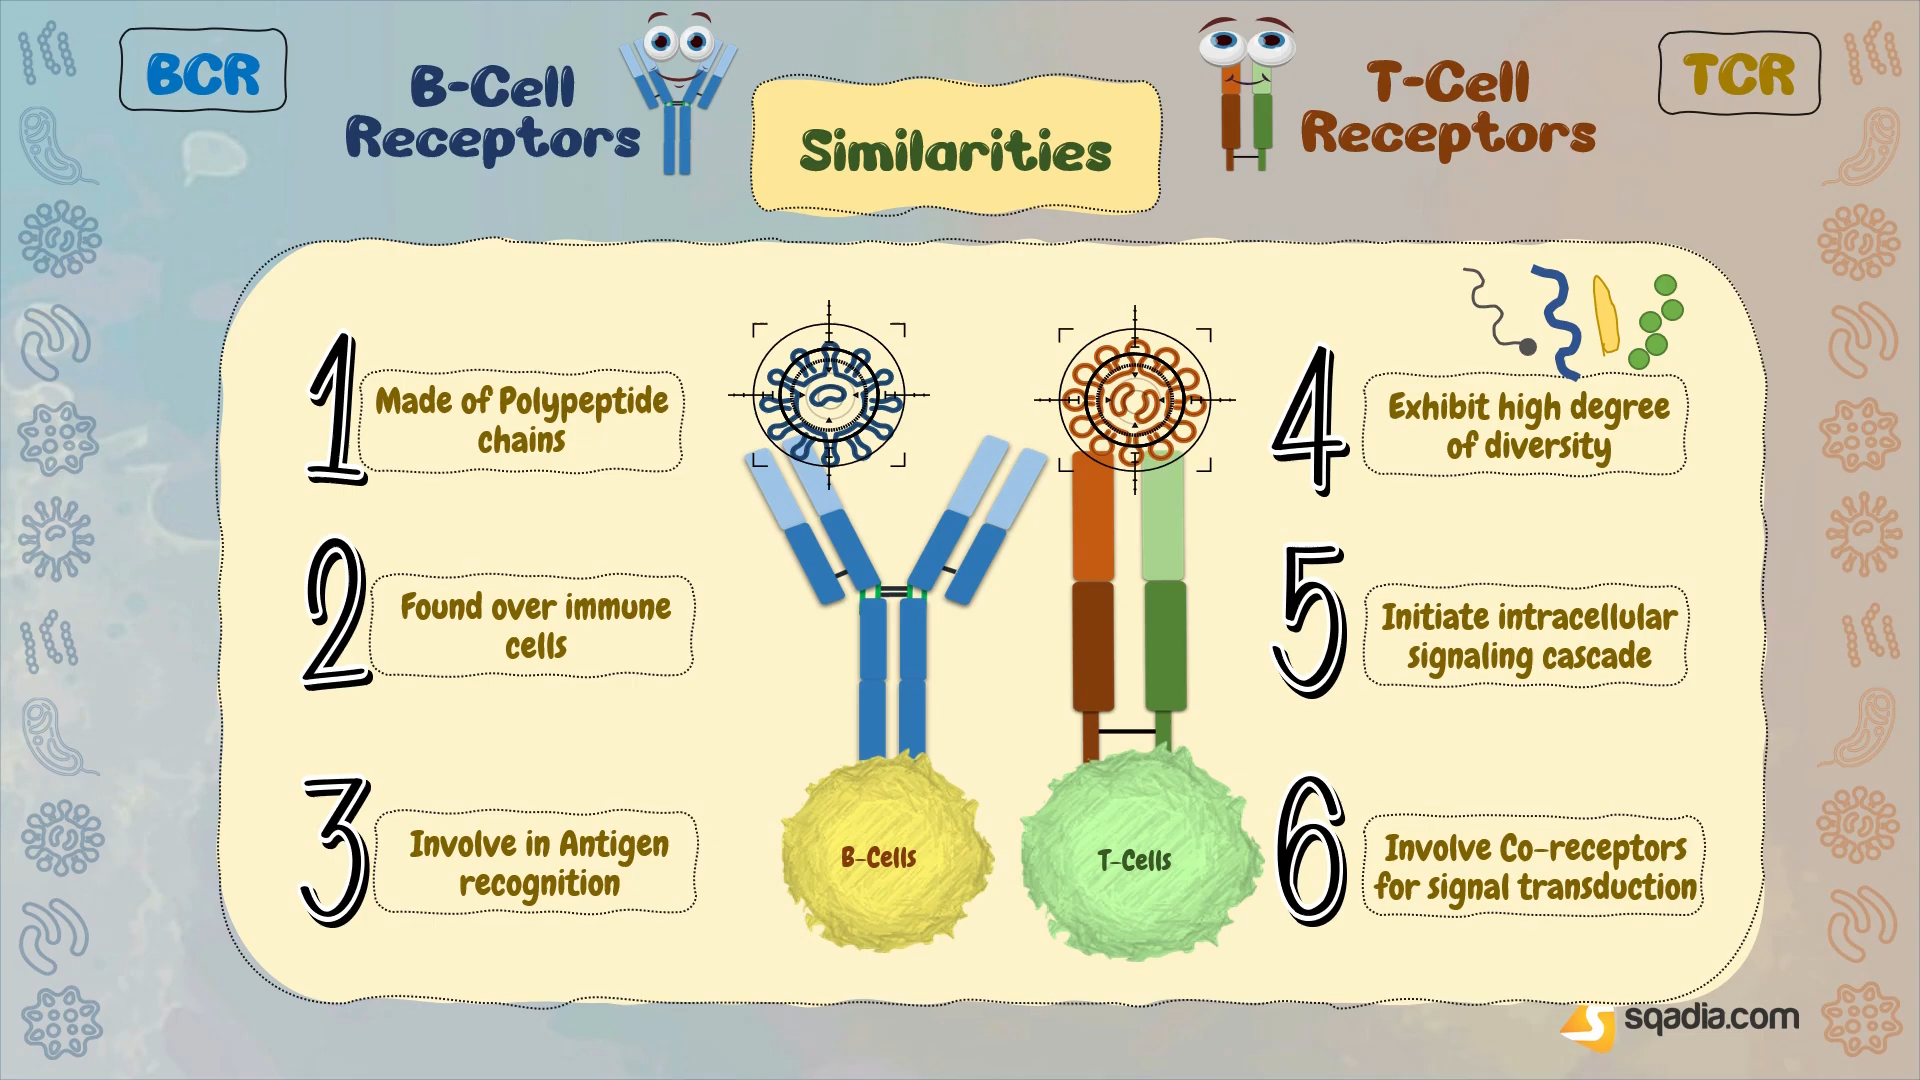 BCR
B-Cell
Receptors
Similarities
T-Cell
Receptors
TCR
1
Made of Polypeptide
chains
2
Found over immune
cells
3
Involve in Antigen
recognition
B-Cells
T-Cells
4
Exhibit high degree
of diversity
5
Initiate intracellular
signaling cascade
6
Involve Co-receptors
for signal transduction
sqadia.com